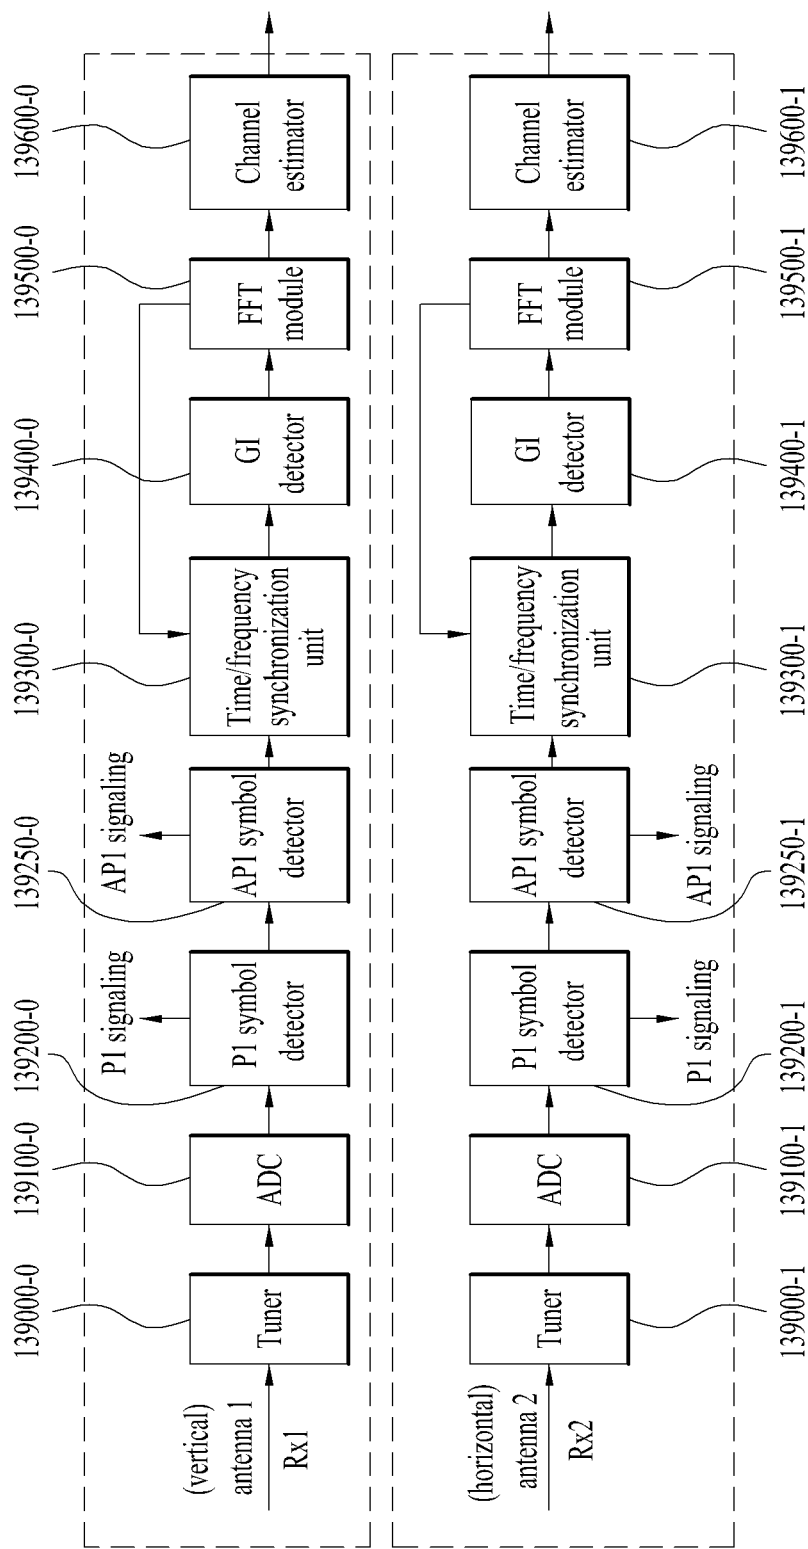 139000-0
139100-0
139200-0
139250-0
139300-0
139400-0
139500-0
139600-0
P1 signaling
AP1 signaling
(vertical)
antenna 1
Rx1
Tuner
ADC
P1 symbol
detector
AP1 symbol
detector
Time/frequency
synchronization
unit
GI
detector
FFT
module
Channel
estimator
(horizontal)
antenna 2
Rx2
Tuner
ADC
P1 symbol
detector
AP1 symbol
detector
Time/frequency
synchronization
unit
GI
detector
FFT
module
Channel
estimator
P1 signaling
AP1 signaling
139000-1
139100-1
139200-1
139250-1
139300-1
139400-1
139500-1
139600-1